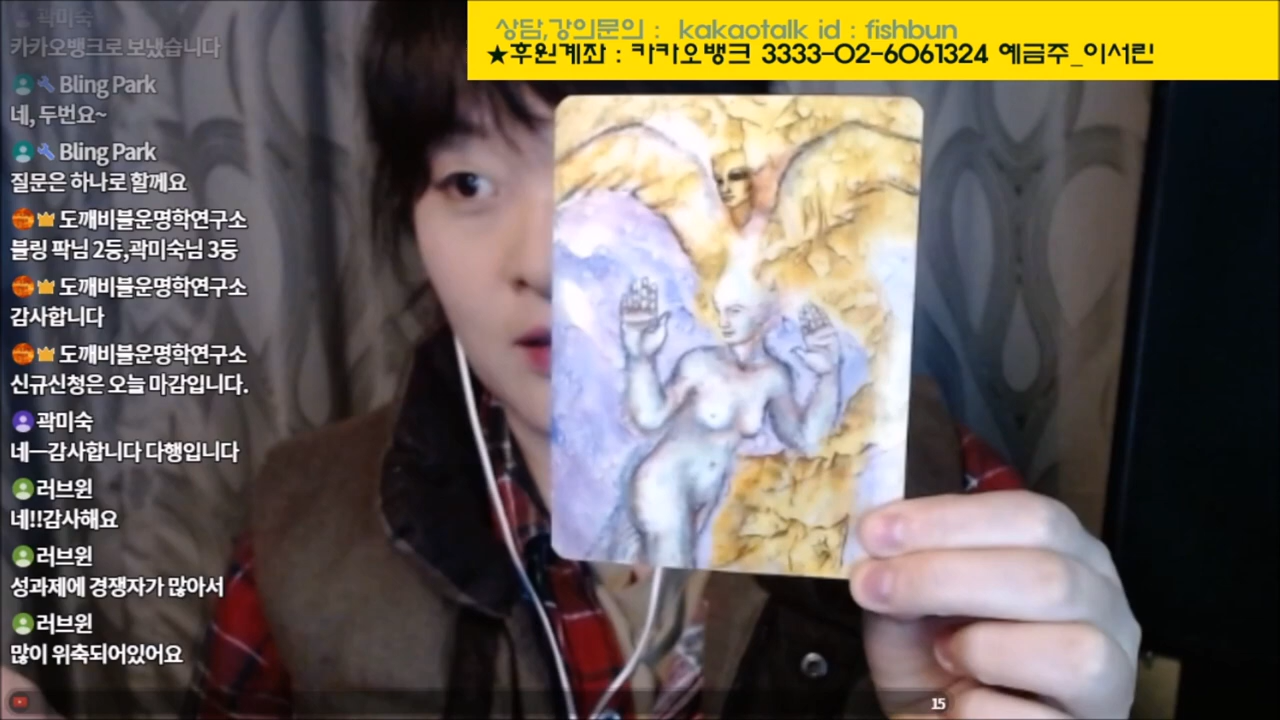 상담,강의문의 : kakaotalk id : fishbun
★후원계좌 : 카카오뱅크 3333-02-6061324 예금주_이서린
곽미숙
카카오뱅크로 보냈습니다
Bling Park
네, 두번요~
Bling Park
질문은 하나로 할께요
도깨비불운명학연구소
블링 팍님 2등,곽미숙님 3등
도깨비불운명학연구소
감사합니다
도깨비불운명학연구소
신규신청은 오늘 마감입니다.
곽미숙
네ㅡ감사합니다 다행입니다
러브윈
네!!감사해요
러브윈
성과제에 경쟁자가 많아서
러브윈
많이 위축되어있어요
15